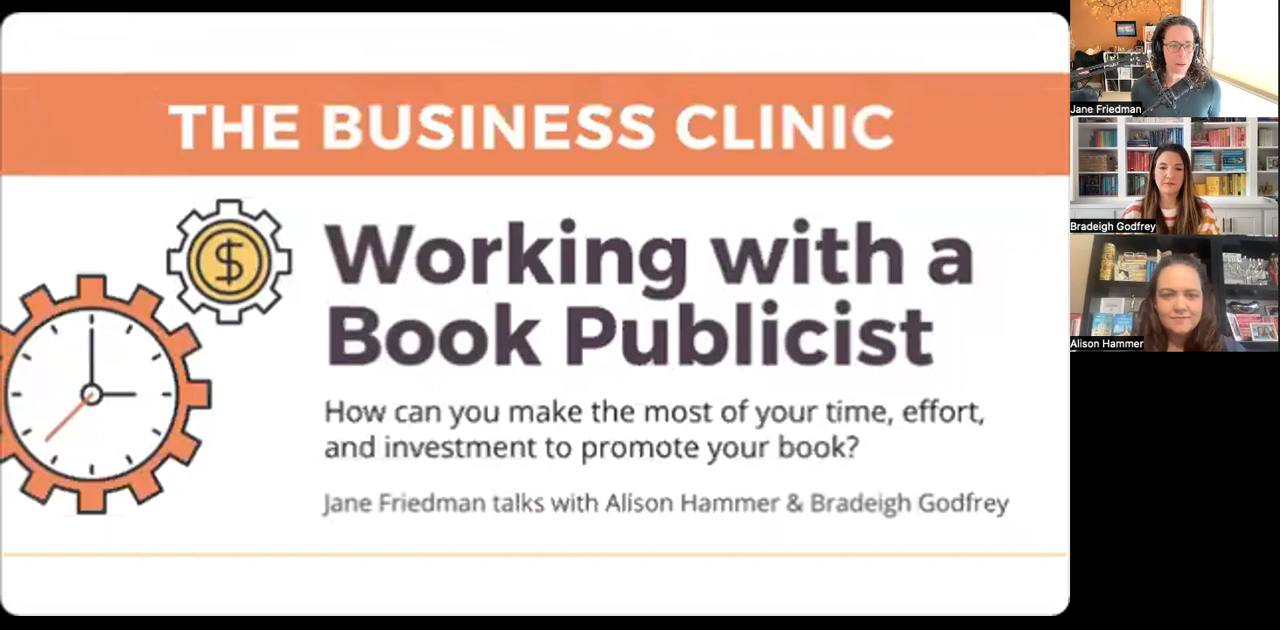 THE BUSINESS CLINIC
$
Working with a
Book Publicist
How can you make the most of your time, effort,
and investment to promote your book?
Jane Friedman talks with Alison Hammer & Bradeigh Godfrey
Jane Friedman
Bradeigh Godfrey
Alison Hammer